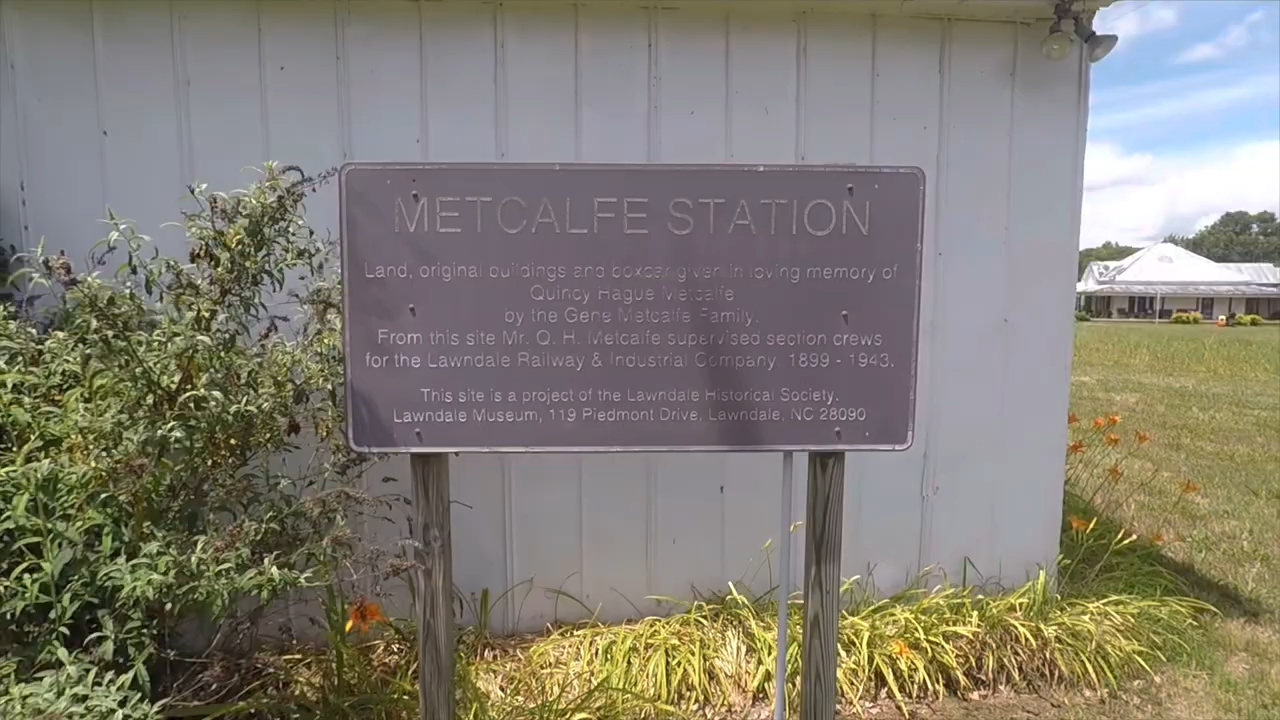 METCALFE STATION
Land, original buildings and boxcar given in loving memory of
Quincy Hague Metcalfe
by the Gene Metcalfe Family.
From this site Mr. Q. H. Metcalfe supervised section crews
for the Lawndale Railway & Industrial Company 1899 - 1943.
This site is a project of the Lawndale Historical Society.
Lawndale Museum, 119 Piedmont Drive, Lawndale, NC 28090